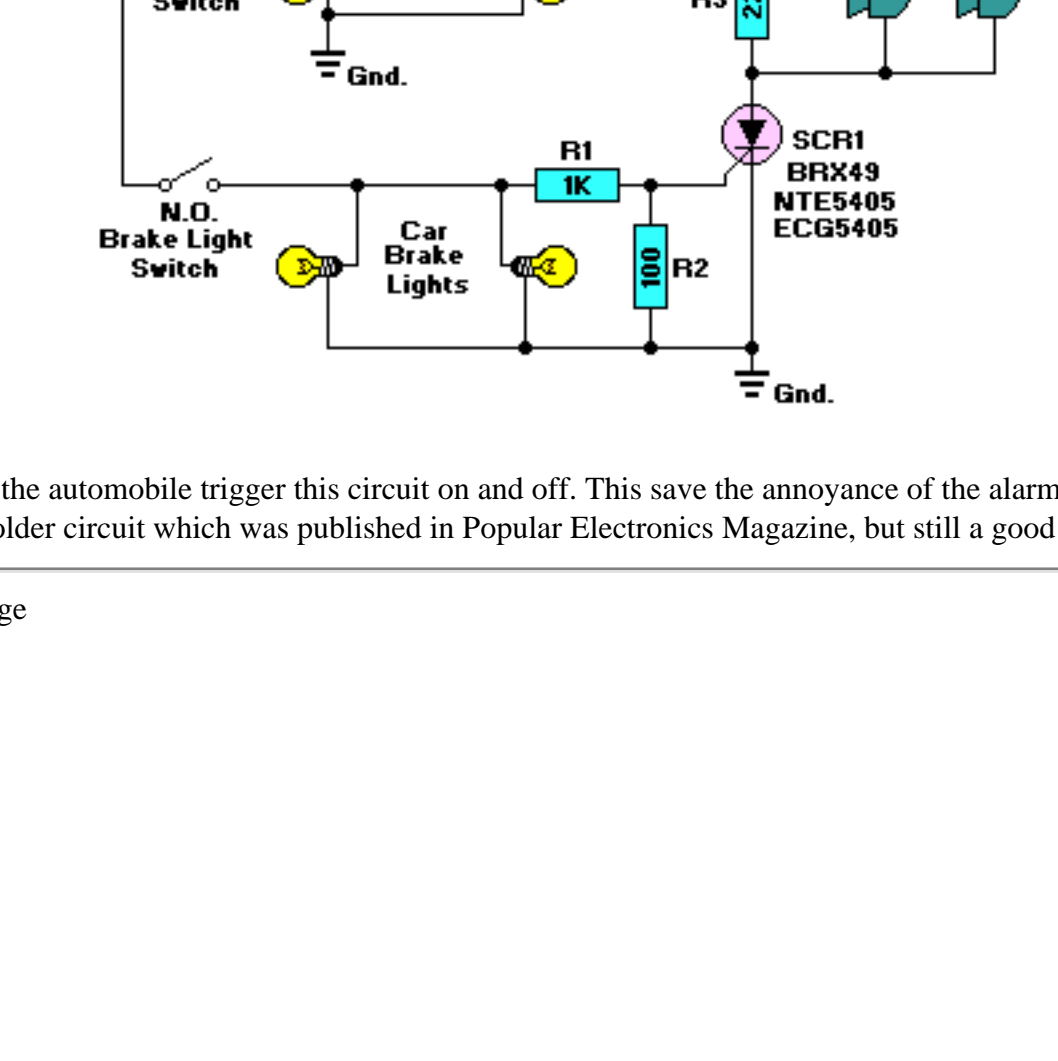 Switch
R3
22
Gnd.
SCR1
BRX49
NTE5405
ECG5405
R1
1K
N.O.
Brake Light
Switch
Car
Brake
Lights
100
R2
Gnd.
the automobile trigger this circuit on and off. This save the annoyance of the alarm
older circuit which was published in Popular Electronics Magazine, but still a good
ge